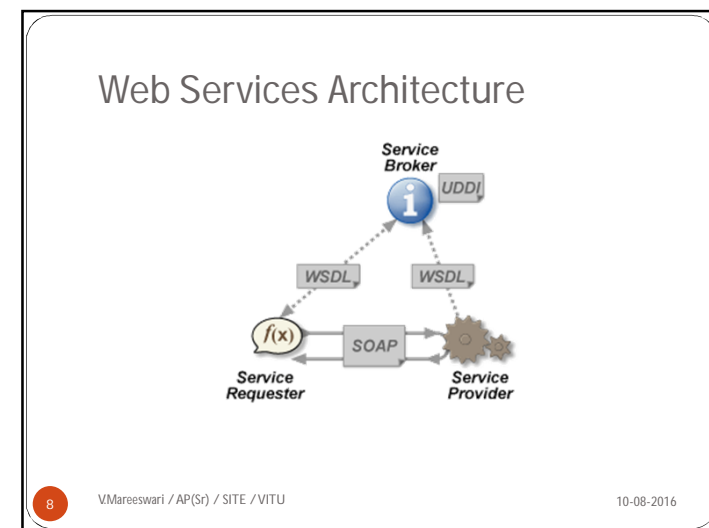 Web Services Architecture
Service
Broker
i
UDDI
WSDL
WSDL
f(x)
SOAP
Service
Requester
Service
Provider
8
V.Mareeswari / AP(Sr) / SITE / VITU
10-08-2016